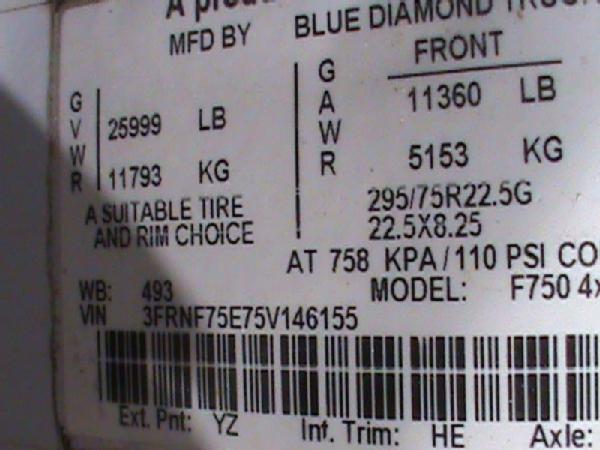 A
MFD BY BLUE DIAMOND
GVWR 25999 LB
11793 KG
GAWR FRONT
11360 LB
5153 KG
A SUITABLE TIRE
AND RIM CHOICE
295/75R22.5G
22.5X8.25
AT 758 KPA/110 PSI
WB: 493 MODEL: F750
VIN 3FRNF75E75V146155
Ext. Pnt: YZ Int. Trim: HE Axle: